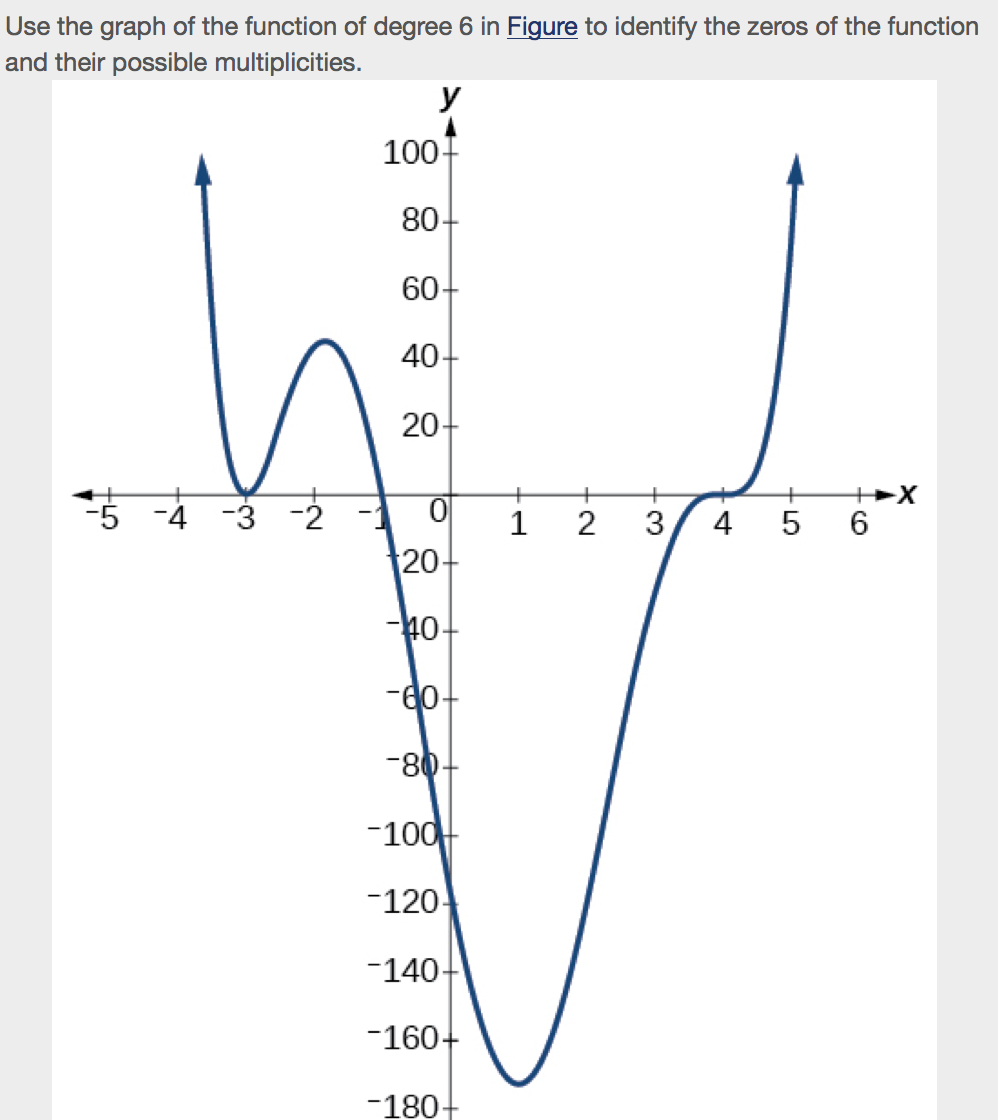 Use the graph of the function of degree 6 in Figure to identify the zeros of the function
and their possible multiplicities.
y
100
80
60
40
20
x
-5 -4 -3 -2 -1 0 1 2 3 4 5 6
-20
-40
-60
-80
-100
-120
-140
-160
-180